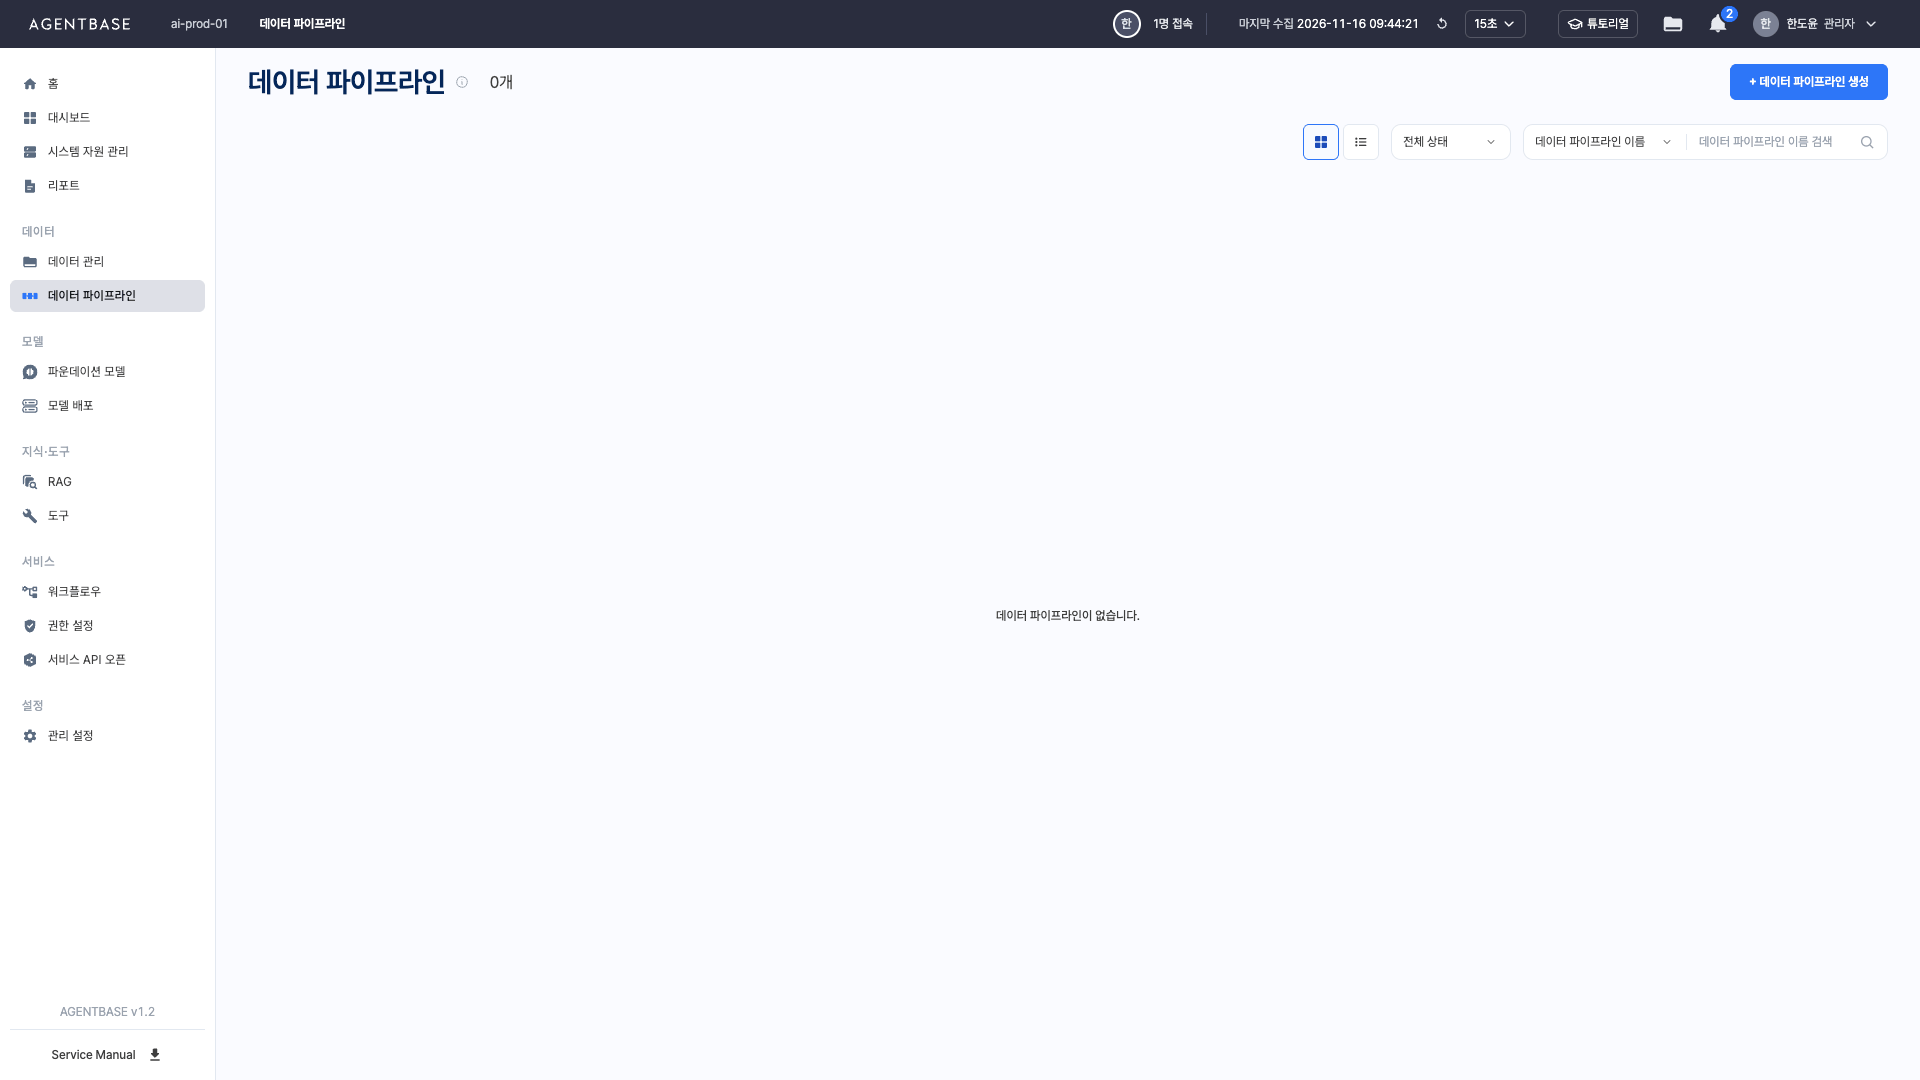 AGENTBASE ai-prod-01 데이터 파이프라인 한 1명 접속 마지막 수집 2026-11-16 09:44:21 15초 튜토리얼 2 한 한도윤 관리자
홈
대시보드
시스템 자원 관리
리포트
데이터
데이터 관리
데이터 파이프라인
모델
파운데이션 모델
모델 배포
지식·도구
RAG
도구
서비스
워크플로우
권한 설정
서비스 API 오픈
설정
관리 설정
AGENTBASE v1.2
Service Manual
데이터 파이프라인 0개 + 데이터 파이프라인 생성
전체 상태 데이터 파이프라인 이름 데이터 파이프라인 이름 검색
데이터 파이프라인이 없습니다.